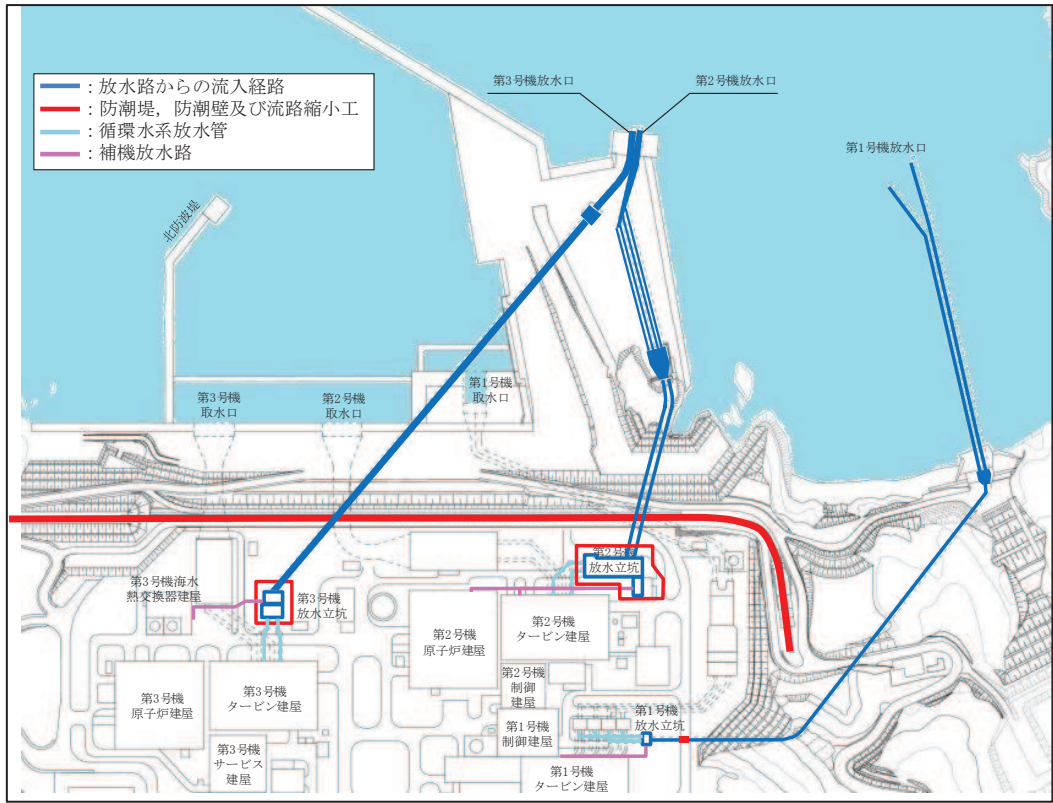 第3号機放水口
第2号機放水口
第1号機放水口
：放水路からの流入経路
：防潮堤，防潮壁及び流路縮小工
：循環水系放水管
：補機放水路
北防波堤
第3号機
取水口
第2号機
取水口
第1号機
取水口
第2号機
放水立坑
第3号機海水
熱交換器建屋
第3号機
放水立坑
第2号機
原子炉建屋
第2号機
タービン建屋
第3号機
原子炉建屋
第3号機
タービン建屋
第2号機
制御
建屋
第1号機
放水立坑
第1号機
制御建屋
第3号機
サービス
建屋
第1号機
タービン建屋